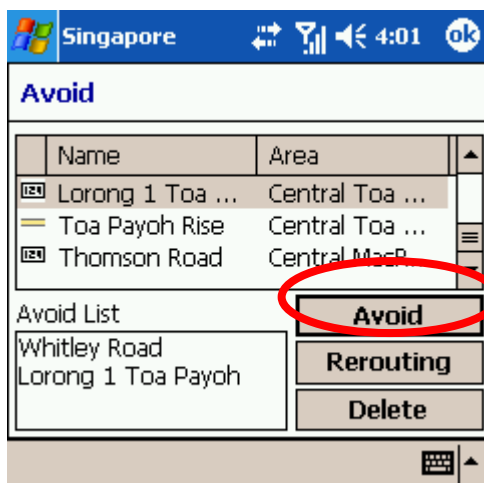 Singapore 4:01 ok
Avoid
Name Area
Lorong 1 Toa ... Central Toa ...
Toa Payoh Rise Central Toa ...
Thomson Road Central
Avoid List Avoid
Whitley Road
Rerouting
Lorong 1 Toa Payoh
Delete